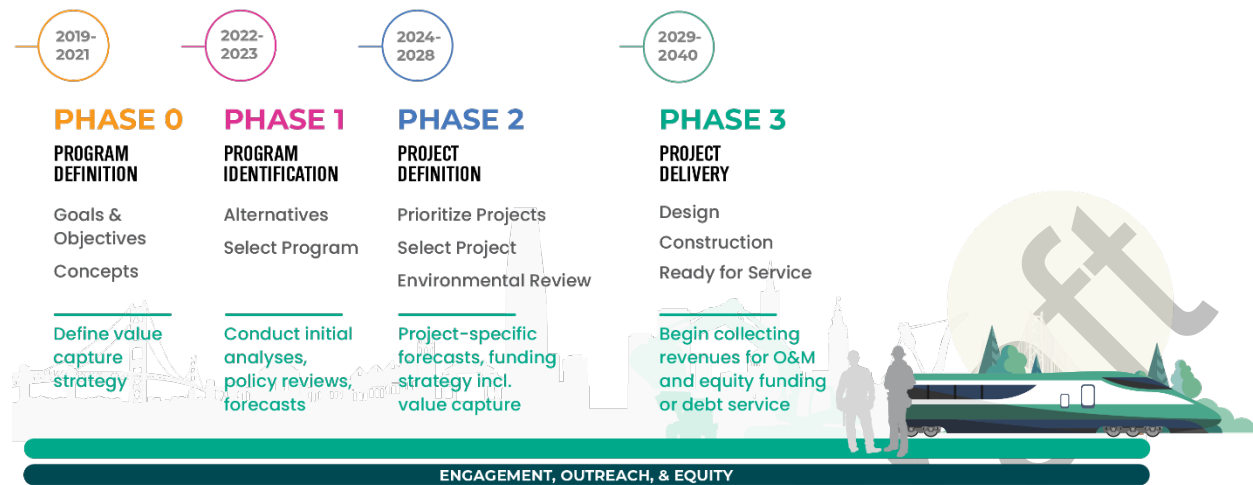 2019-
2021
2022-
2023
2024-
2028
2029-
2040
PHASE 0
PROGRAM
DEFINITION
Goals &
Objectives
Concepts
Define value
capture
strategy
PHASE 1
PROGRAM
IDENTIFICATION
Alternatives
Select Program
Conduct initial
analyses,
policy reviews,
forecasts
PHASE 2
PROJECT
DEFINITION
Prioritize Projects
Select Project
Environmental Review
Project-specific
forecasts, funding
strategy incl.
value capture
PHASE 3
PROJECT
DELIVERY
Design
Construction
Ready for Service
Begin collecting
revenues for O&M
and equity funding
or debt service
ENGAGEMENT, OUTREACH, & EQUITY